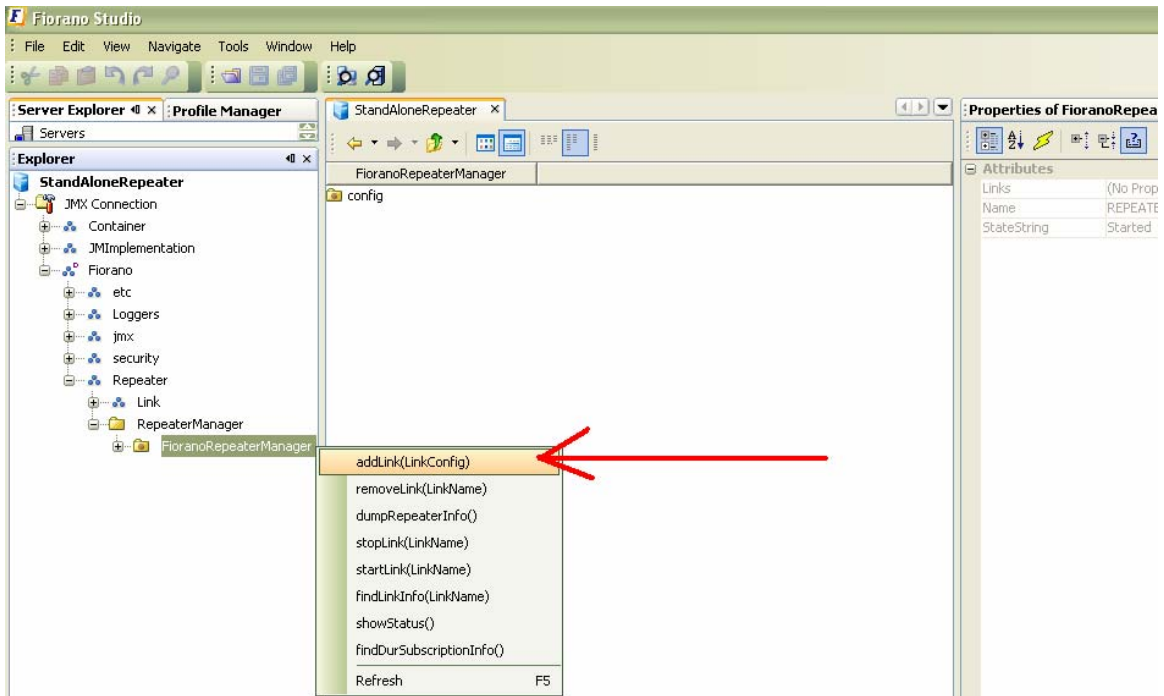 Fiorano Studio
File Edit View Navigate Tools Window Help
Server Explorer
Profile Manager
Servers
Explorer
StandAloneRepeater
JMX Connection
Container
JMImplementation
Fiorano
etc
Loggers
jmx
security
Repeater
Link
RepeaterManager
FioranoRepeaterManager
StandAloneRepeater
FioranoRepeaterManager
config
addLink(LinkConfig)
removeLink(LinkName)
dumpRepeaterInfo()
stopLink(LinkName)
startLink(LinkName)
findLinkInfo(LinkName)
showStatus()
findDurSubscriptionInfo()
Refresh F5
Properties of FioranoRepea
Attributes
Links (No Prop
Name REPEATE
StateString Started